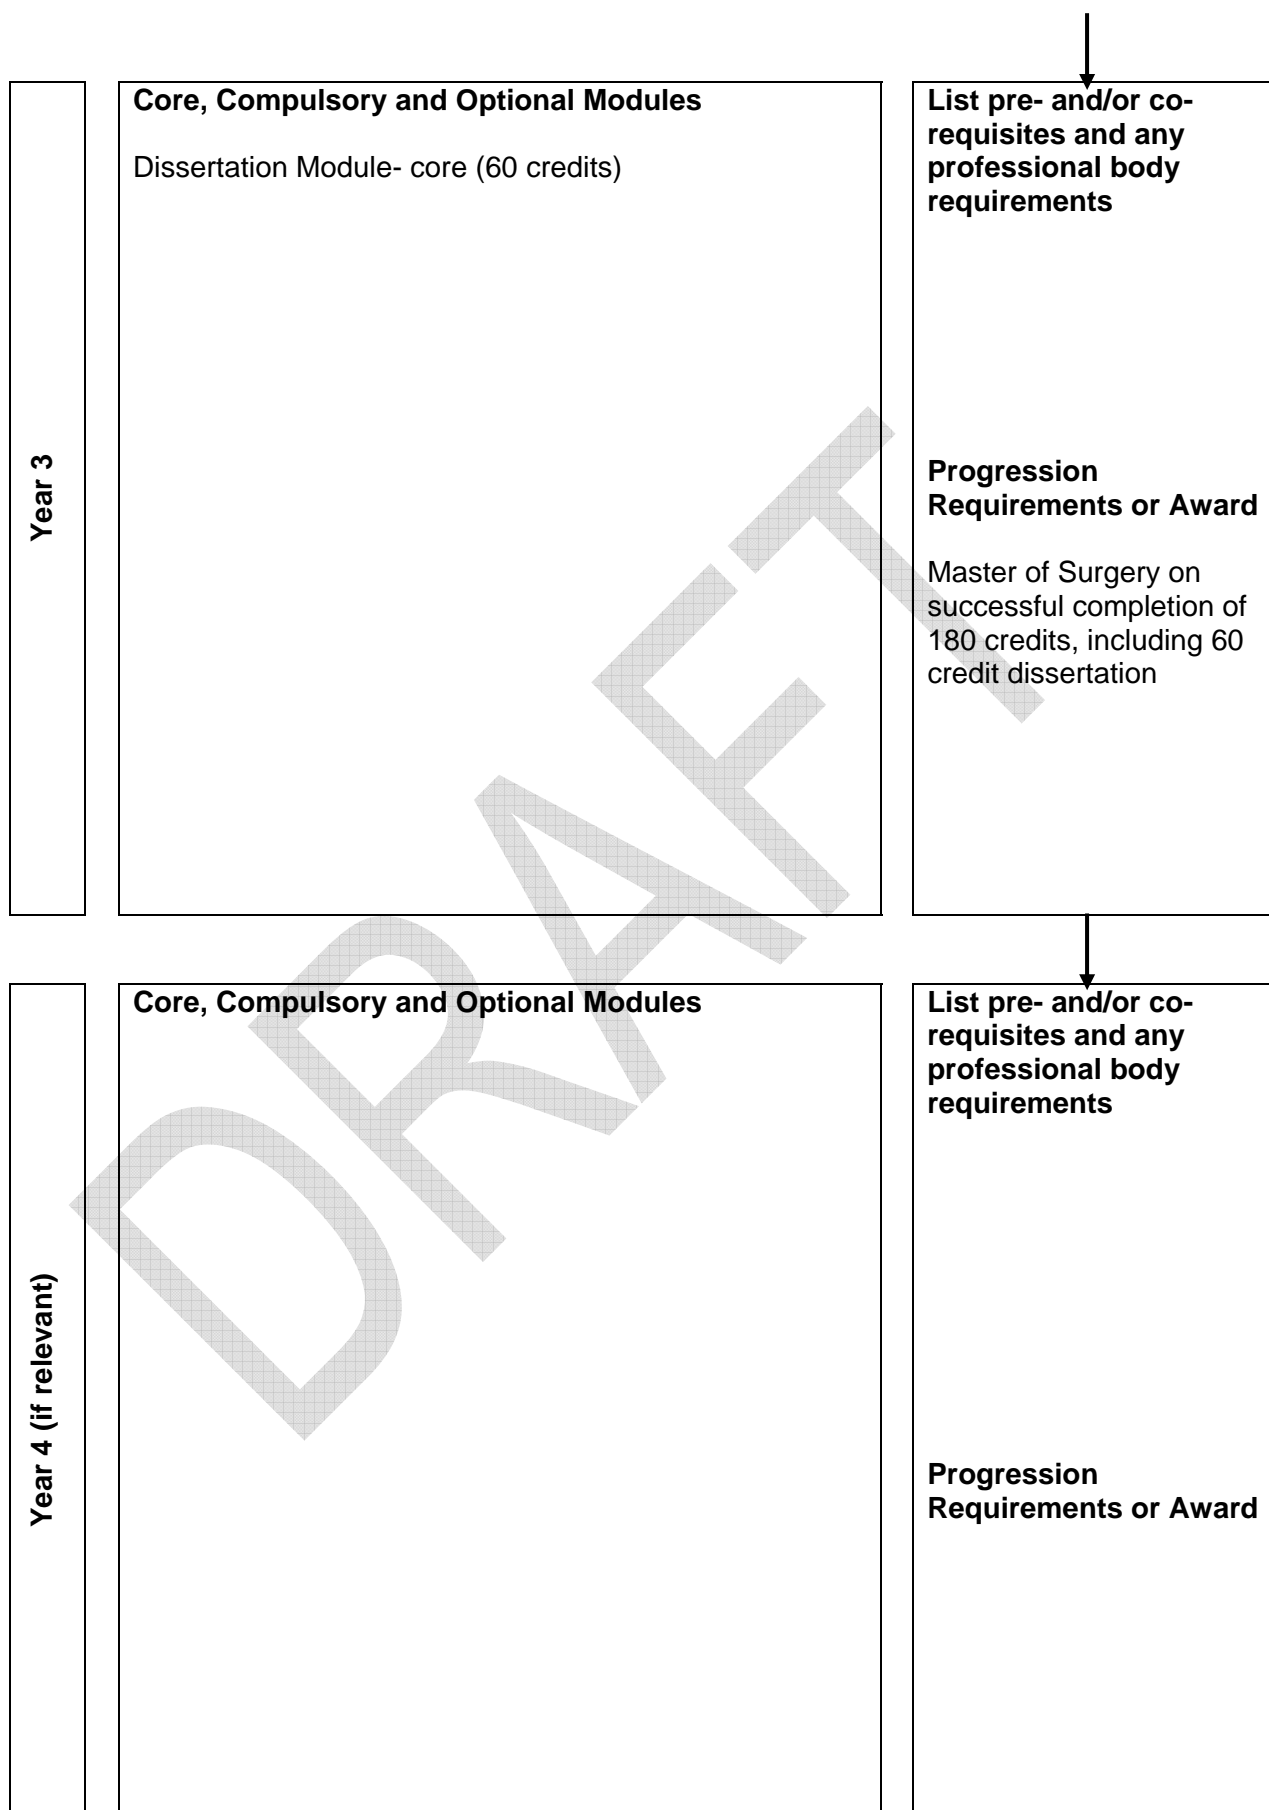 Year 3
Core, Compulsory and Optional Modules
Dissertation Module- core (60 credits)
List pre- and/or co-
requisites and any
professional body
requirements
Progression
Requirements or Award
Master of Surgery on
successful completion of
180 credits, including 60
credit dissertation
Year 4 (if relevant)
Core, Compulsory and Optional Modules
List pre- and/or co-
requisites and any
professional body
requirements
Progression
Requirements or Award
DRAFT